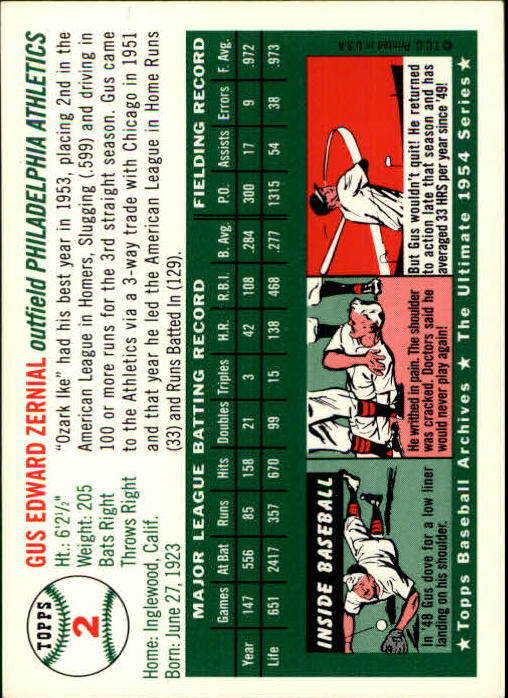 TOPPS
2
GUS EDWARD ZERNIAL outfield PHILADELPHIA ATHLETICS
Ht.: 6'2½"
Weight: 205
Bats Right
Throws Right
Home: Inglewood, Calif.
Born: June 27, 1923
"Ozark Ike" had his best year in 1953, placing 2nd in the
American League in Homers, Slugging (.599) and driving in
100 or more runs for the 3rd straight season. Gus came
to the Athletics via a 3-way trade with Chicago in 1951
and that year he led the American League in Home Runs
(33) and Runs Batted In (129).
MAJOR LEAGUE BATTING RECORD FIELDING RECORD
Games At Bat Runs Hits Doubles Triples H.R. R.B.I. B. Avg. P.O. Assists Errors F. Avg.
Year 147 556 85 158 21 3 42 108 .284 300 17 9 .972
Life 651 2417 357 670 99 15 138 468 .277 1315 54 38 .973
INSIDE BASEBALL
In '48 Gus dove for a low liner
landing on his shoulder.
He writhed in pain. The shoulder
was cracked. Doctors said he
would never play again!
But Gus wouldn't quit! He returned
to action late that season and has
averaged 33 HRS per year since '49!
★ Topps Baseball Archives ★ The Ultimate 1954 Series ★
© T.C.G. Printed in U.S.A.